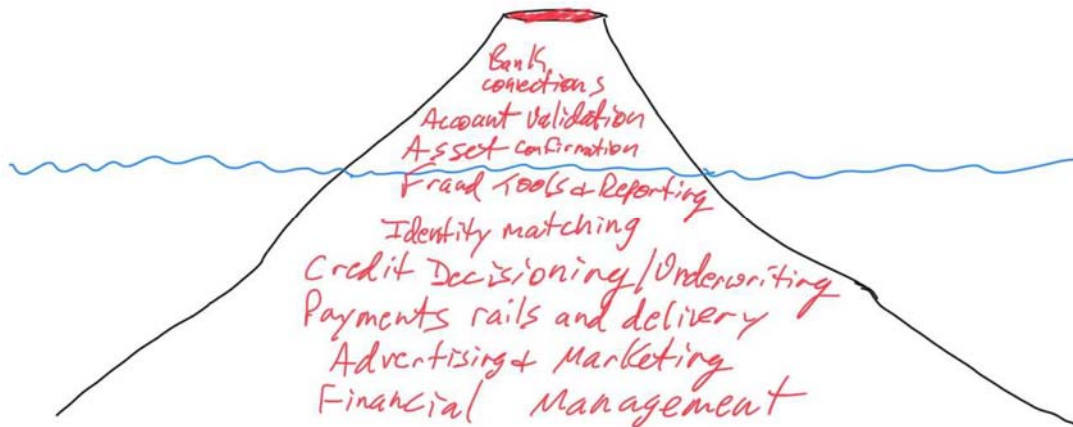 Bank
conections
Account Validation
Asset confirmation
Fraud Tools & Reporting
Identity matching
Credit Decisioning/Underwriting
Payments rails and delivery
Advertising & Marketing
Financial Management